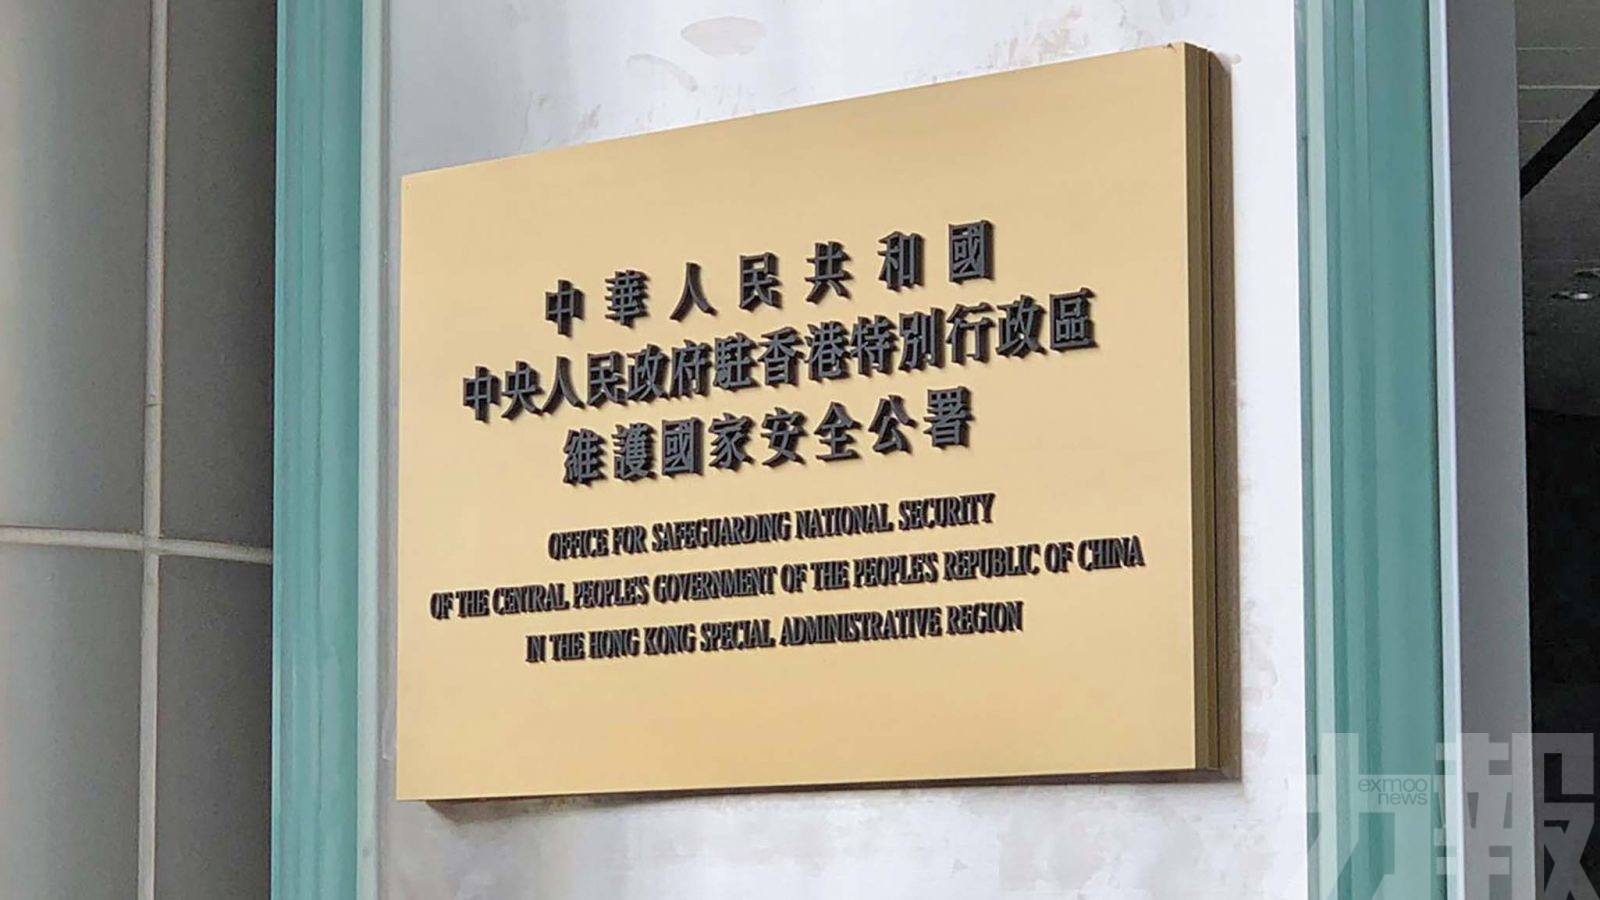 中華人民共和國
中央人民政府駐香港特別行政區
維護國家安全公署
OFFICE FOR SAFEGUARDING NATIONAL SECURITY
OF THE CENTRAL PEOPLE'S GOVERNMENT OF THE PEOPLE'S REPUBLIC OF CHINA
IN THE HONG KONG SPECIAL ADMINISTRATIVE REGION
力報
exmoo
news